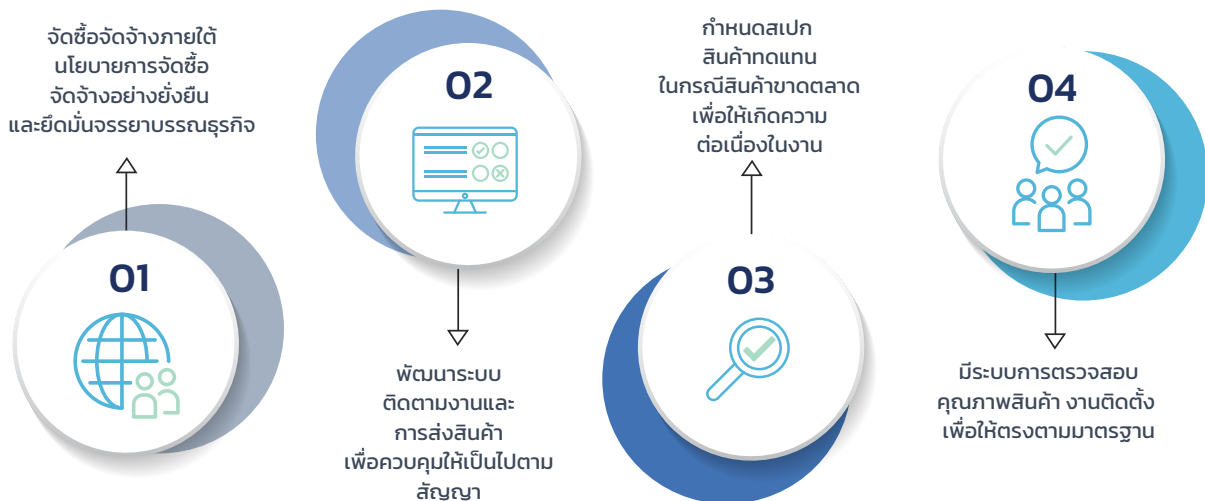 จัดซื้อจัดจ้างภายใต้
นโยบายการจัดซื้อ
จัดจ้างอย่างยั่งยืน
และยึดมั่นจรรยาบรรณธุรกิจ
01
02
พัฒนาระบบ
ติดตามงานและ
การส่งสินค้า
เพื่อควบคุมให้เป็นไปตาม
สัญญา
กำหนดสเปก
สินค้าทดแทน
ในกรณีสินค้าขาดตลาด
เพื่อให้เกิดความ
ต่อเนื่องในงาน
03
04
มีระบบการตรวจสอบ
คุณภาพสินค้า งานติดตั้ง
เพื่อให้ตรงตามมาตรฐาน